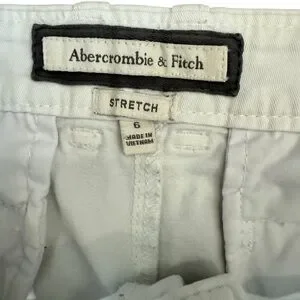 Abercrombie & Fitch
STRETCH
6
MADE IN
VIETNAM